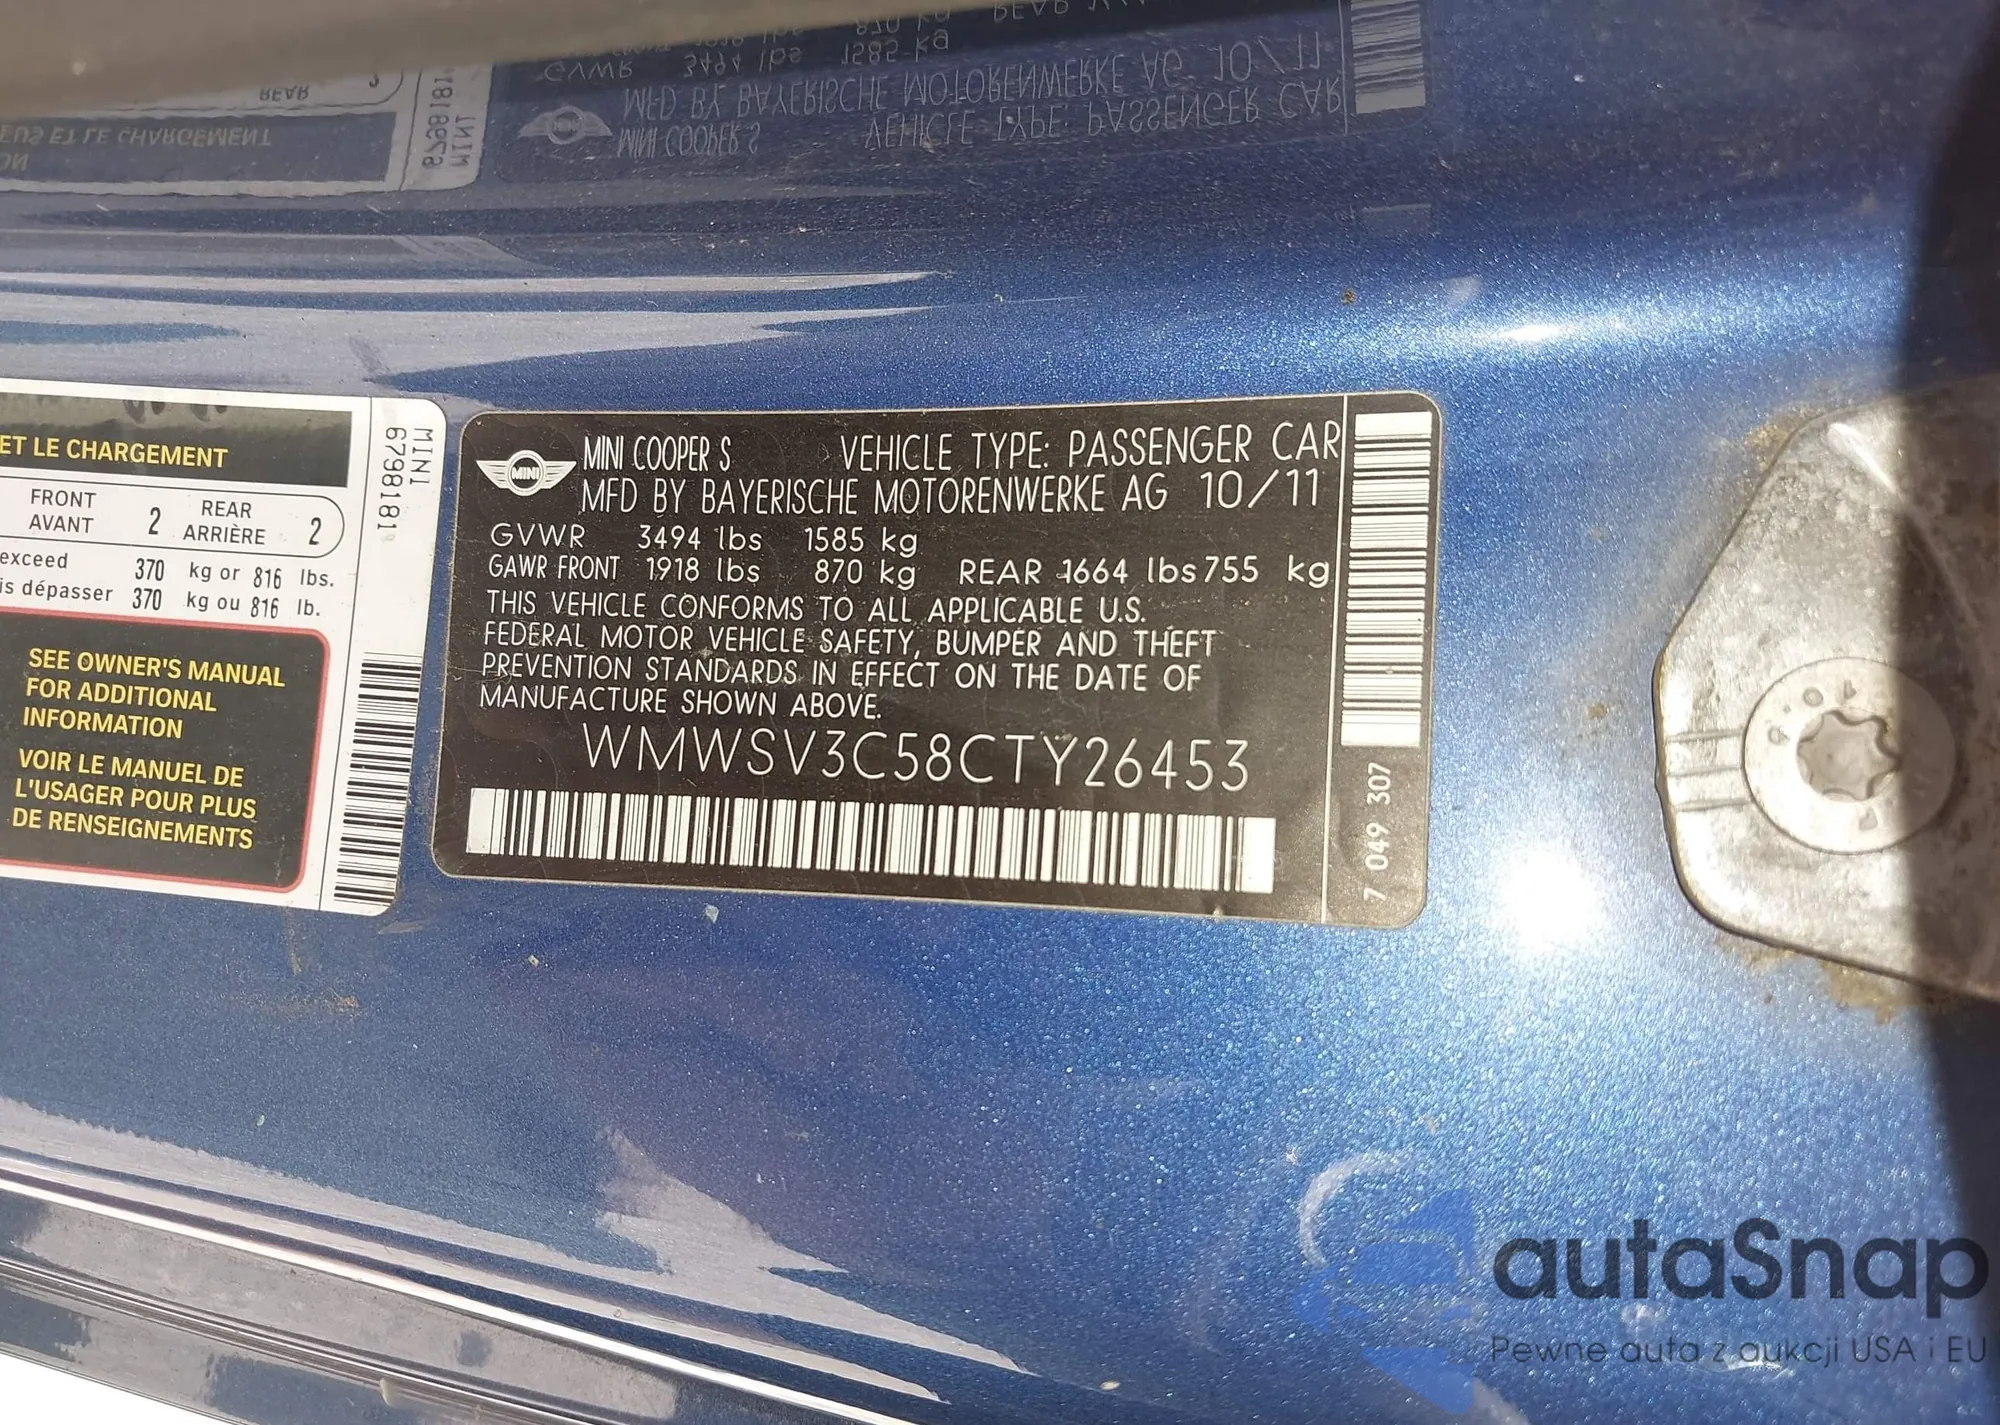 ET LE CHARGEMENT
FRONT
AVANT
2
REAR
ARRIÈRE
2
exceed 370 kg or 816 lbs.
is dépasser 370 kg ou 816 lb.
SEE OWNER'S MANUAL
FOR ADDITIONAL
INFORMATION
VOIR LE MANUEL DE
L'USAGER POUR PLUS
DE RENSEIGNEMENTS
MINI
6798181
MINI
MINI COOPER S VEHICLE TYPE: PASSENGER CAR
MFD BY BAYERISCHE MOTORENWERKE AG 10/11
GVWR 3494 lbs 1585 kg
GAWR FRONT 1918 lbs 870 kg REAR 1664 lbs 755 kg
THIS VEHICLE CONFORMS TO ALL APPLICABLE U.S.
FEDERAL MOTOR VEHICLE SAFETY, BUMPER AND THEFT
PREVENTION STANDARDS IN EFFECT ON THE DATE OF
MANUFACTURE SHOWN ABOVE.
WMWSV3C58CTY26453
7 049 307
autaSnap
Pewne auta z aukcji USA i EU